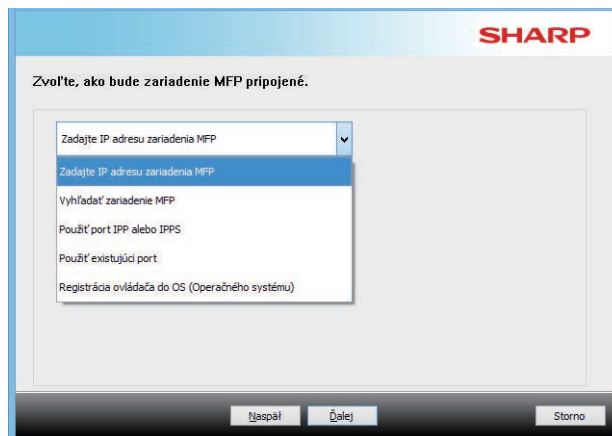 SHARP
Zvoľte, ako bude zariadenie MFP pripojené.
Zadajte IP adresu zariadenia MFP
Zadajte IP adresu zariadenia MFP
Vyhľadať zariadenie MFP
Použiť port IPP alebo IPPS
Použiť existujúci port
Registrácia ovládača do OS (Operačného systému)
Naspäť Ďalej Storno